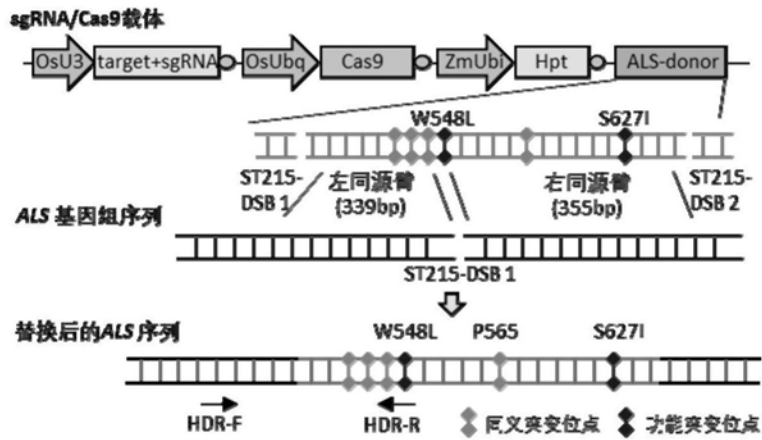 sgRNA/Cas9载体
OsU3 target+sgRNA OsUbq Cas9 ZmUbi Hpt ALS-donor
W548L S627I
ST215-DSB 1 左同源臂(339bp) 右同源臂(355bp) ST215-DSB 2
ALS 基因组序列
ST215-DSB 1
替换后的ALS 序列
W548L P565 S627I
HDR-F HDR-R 同义突变位点 功能突变位点